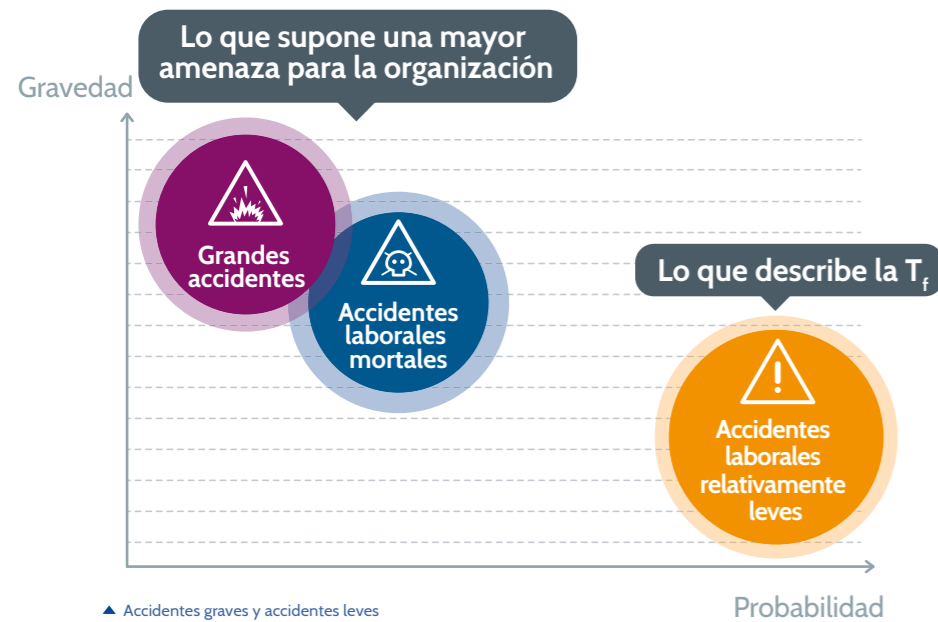 Lo que supone una mayor
amenaza para la organización
Gravedad
Grandes
accidentes
Accidentes
laborales
mortales
Lo que describe la Tf
Accidentes
laborales
relativamente
leves
Probabilidad
▲ Accidentes graves y accidentes leves